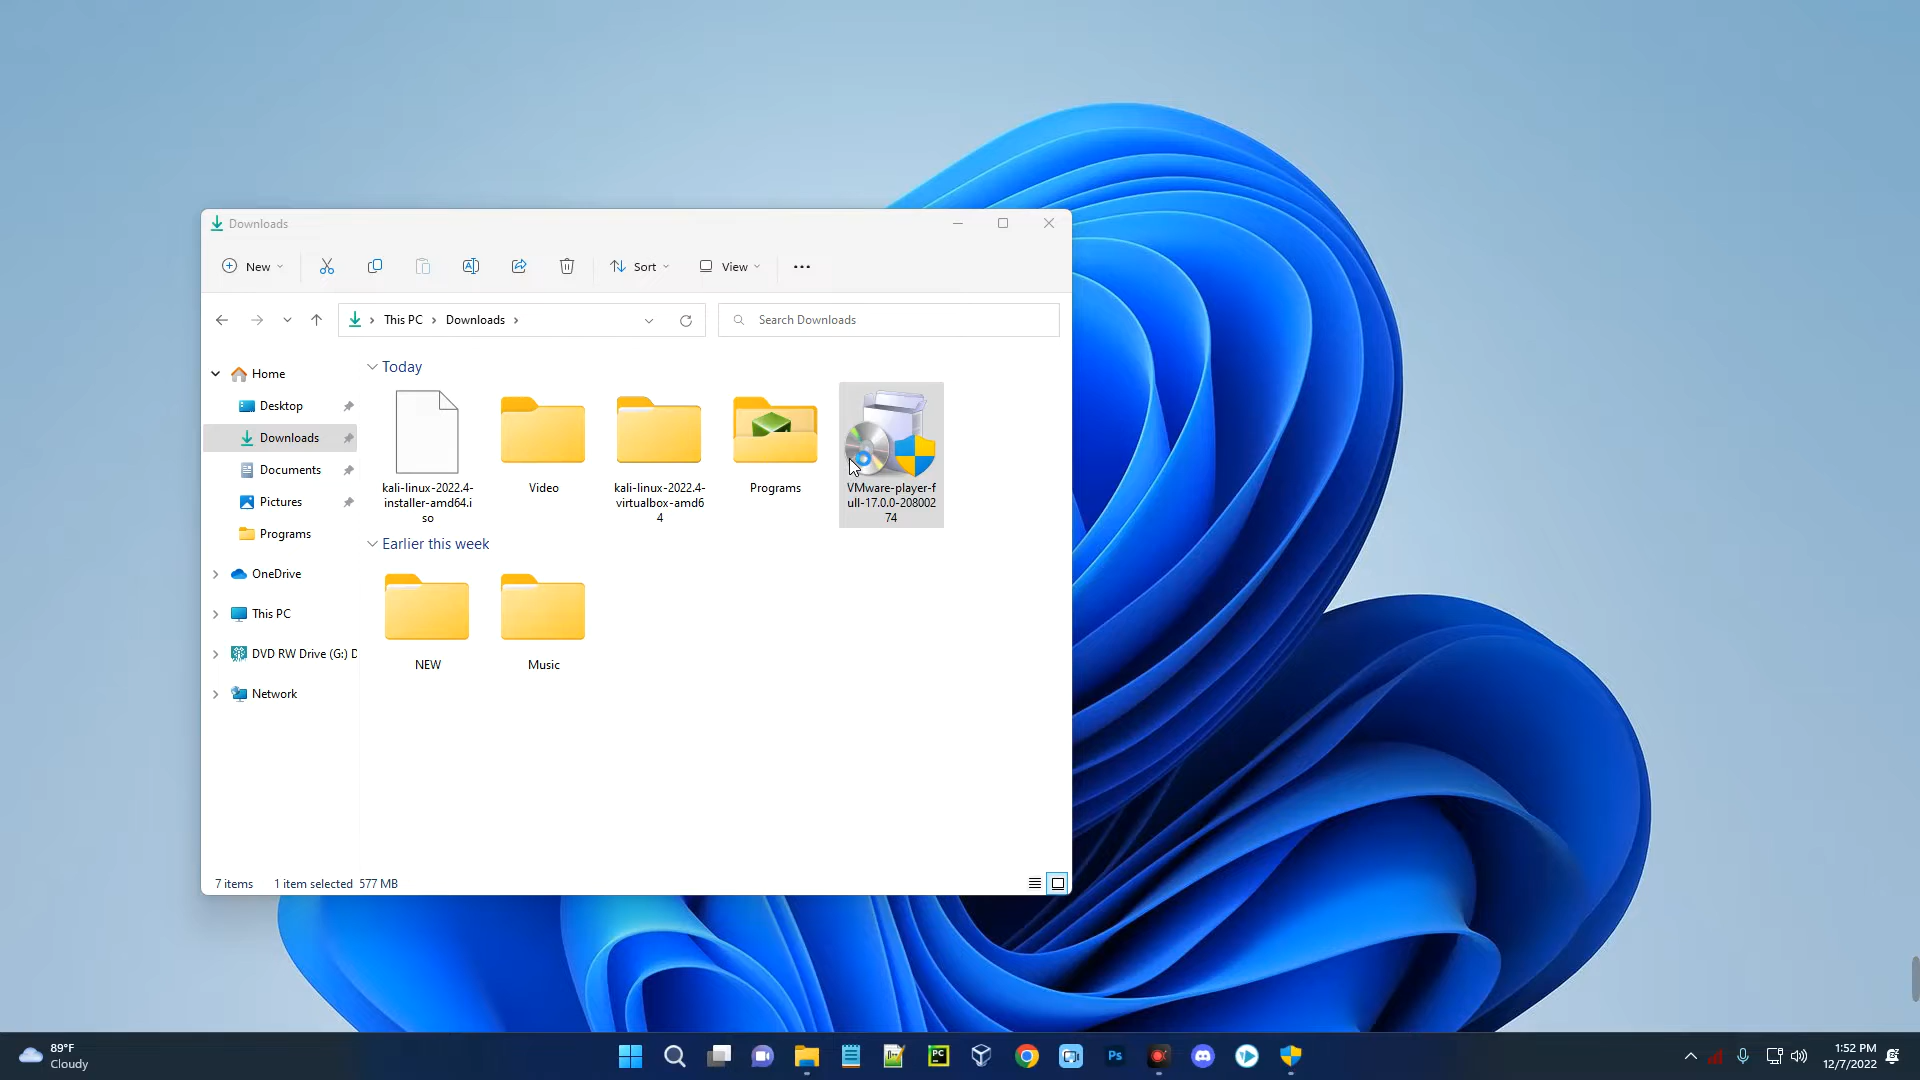 Downloads
New
Sort
View
This PC
Downloads
Search Downloads
Home
Desktop
Downloads
Documents
Pictures
Programs
OneDrive
This PC
DVD RW Drive (G:) D
Network
Today
kali-linux-2022.4-
installer-amd64.i
so
Video
kali-linux-2022.4-
virtualbox-amd6
4
Programs
VMware-player-f
ull-17.0.0-208002
74
Earlier this week
NEW
Music
7 items
1 item selected 577 MB
89°F
Cloudy
PC
Ps
1:52 PM
12/7/2022